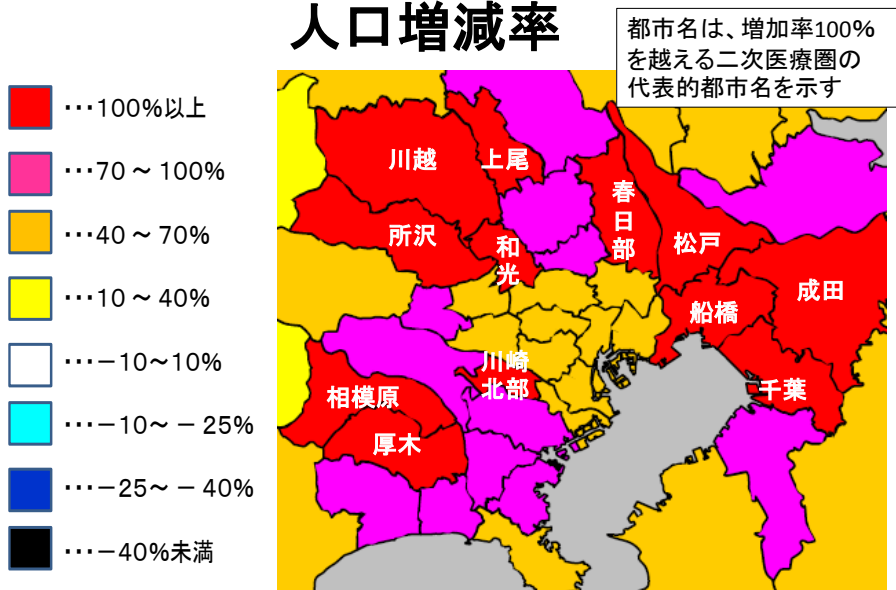 人口増減率
都市名は、増加率100%
を越える二次医療圏の
代表的都市名を示す
…100%以上
…70～100%
…40～70%
…10～40%
…－10～10%
…－10～－25%
…－25～－40%
…－40%未満
川越
上尾
春日部
所沢
和光
松戸
成田
船橋
川崎
北部
相模原
千葉
厚木